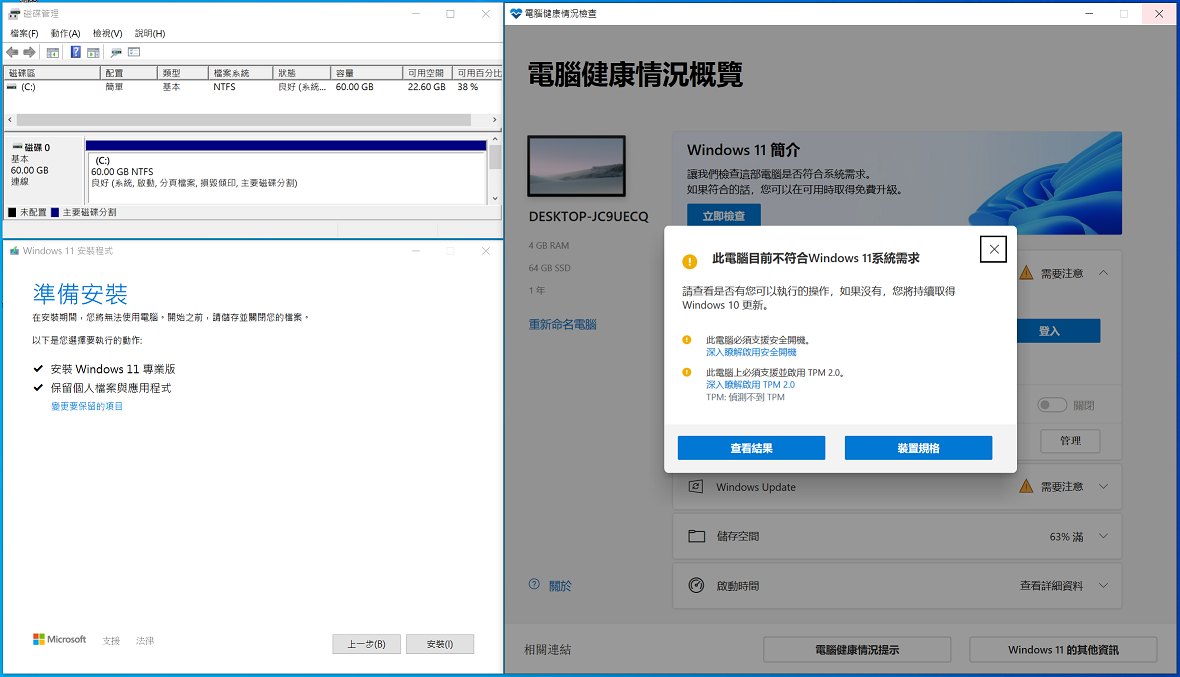 磁碟管理
檔案(F) 動作(A) 檢視(V) 說明(H)
磁碟區 配置 類型 檔案系統 狀態 容量 可用空間 可用百分比
(C:) 簡單 基本 NTFS 良好 (系統... 60.00 GB 22.60 GB 38 %
磁碟 0
基本
60.00 GB
連線
(C:)
60.00 GB NTFS
良好 (系統, 啟動, 分頁檔案, 損毀傾印, 主要磁碟分割)
未配置 主要磁碟分割
Windows 11 安裝程式
準備安裝
在安裝期間，您將無法使用電腦。開始之前，請儲存並關閉您的檔案。
以下是您選擇要執行的動作:
安裝 Windows 11 專業版
保留個人檔案與應用程式
變更要保留的項目
Microsoft 支援 法律
上一步(B) 安裝(I)
電腦健康情況檢查
電腦健康情況概覽
DESKTOP-JC9UECQ
4 GB RAM
64 GB SSD
1 年
重新命名電腦
關於
Windows 11 簡介
讓我們檢查這部電腦是否符合系統需求。
如果符合的話，您可以在可用時取得免費升級。
立即檢查
需要注意
登入
關閉
管理
此電腦目前不符合Windows 11系統需求
請查看是否有您可以執行的操作，如果沒有，您將持續取得
Windows 10 更新。
此電腦必須支援安全開機。
深入瞭解啟用安全開機
此電腦上必須支援並啟用 TPM 2.0。
深入瞭解啟用 TPM 2.0
TPM: 偵測不到 TPM
查看結果 裝置規格
Windows Update 需要注意
儲存空間 63% 滿
啟動時間 查看詳細資料
相關連結 電腦健康情況提示 Windows 11 的其他資訊